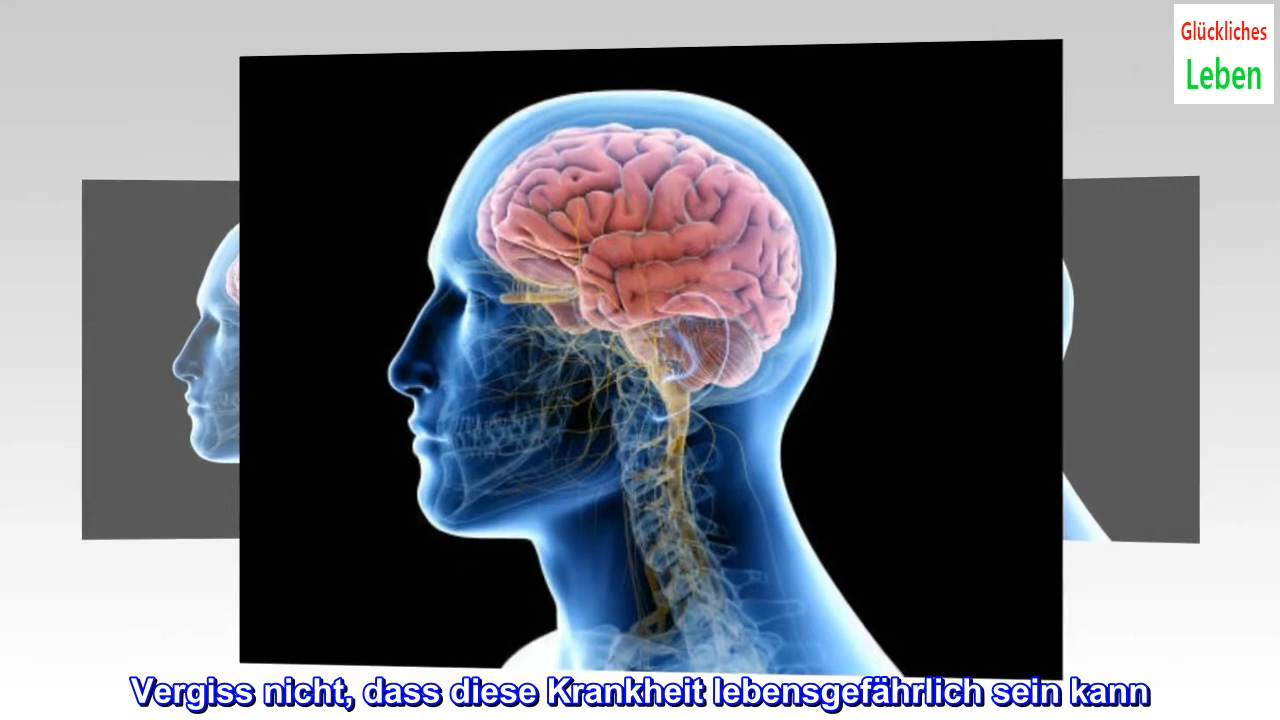 Glückliches
Leben
Vergiss nicht, dass diese Krankheit lebensgefährlich sein kann